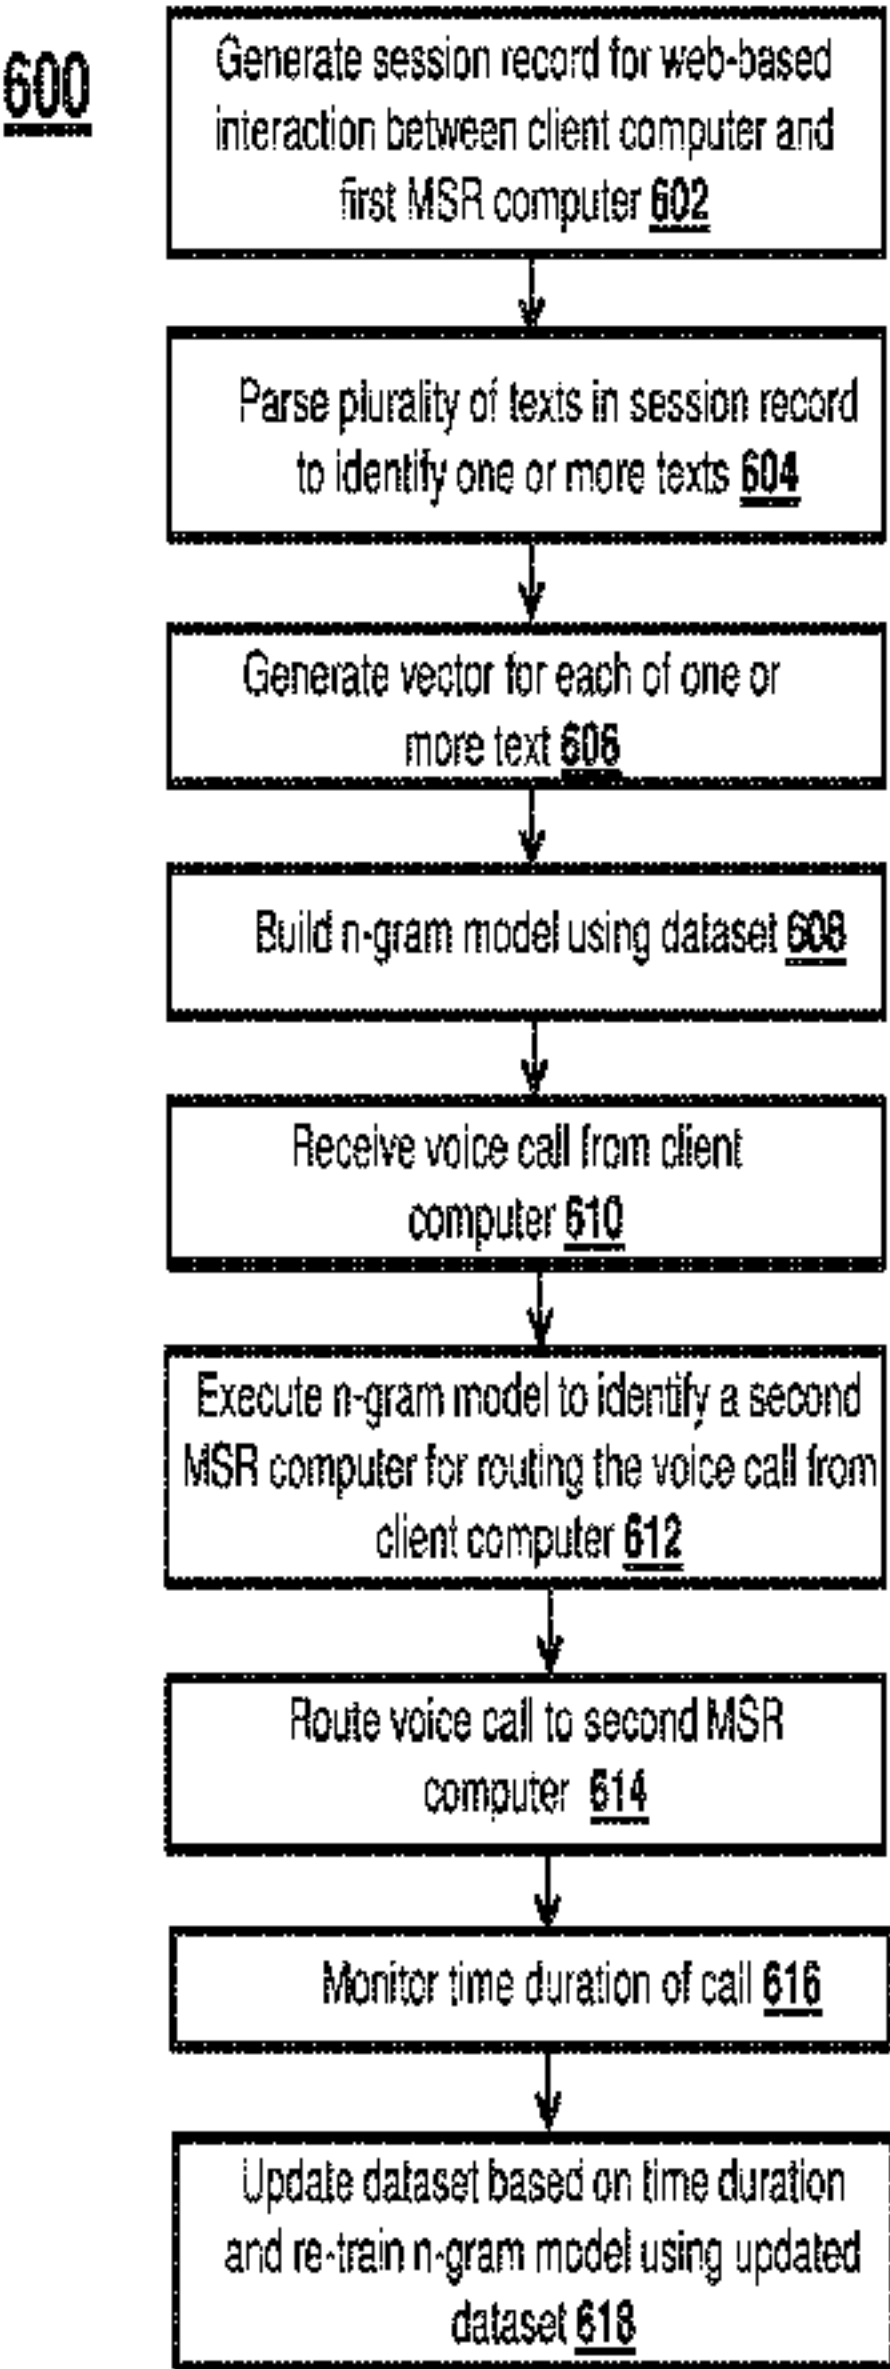 600
Generate session record for web-based
interaction between client computer and
first MSR computer 602
Parse plurality of texts in session record
to identify one or more texts 604
Generate vector for each of one or
more text 606
Build n-gram model using dataset 608
Receive voice call from client
computer 610
Execute n-gram model to identify a second
MSR computer for routing the voice call from
client computer 612
Route voice call to second MSR
computer 614
Monitor time duration of call 616
Update dataset based on time duration
and re-train n-gram model using updated
dataset 618